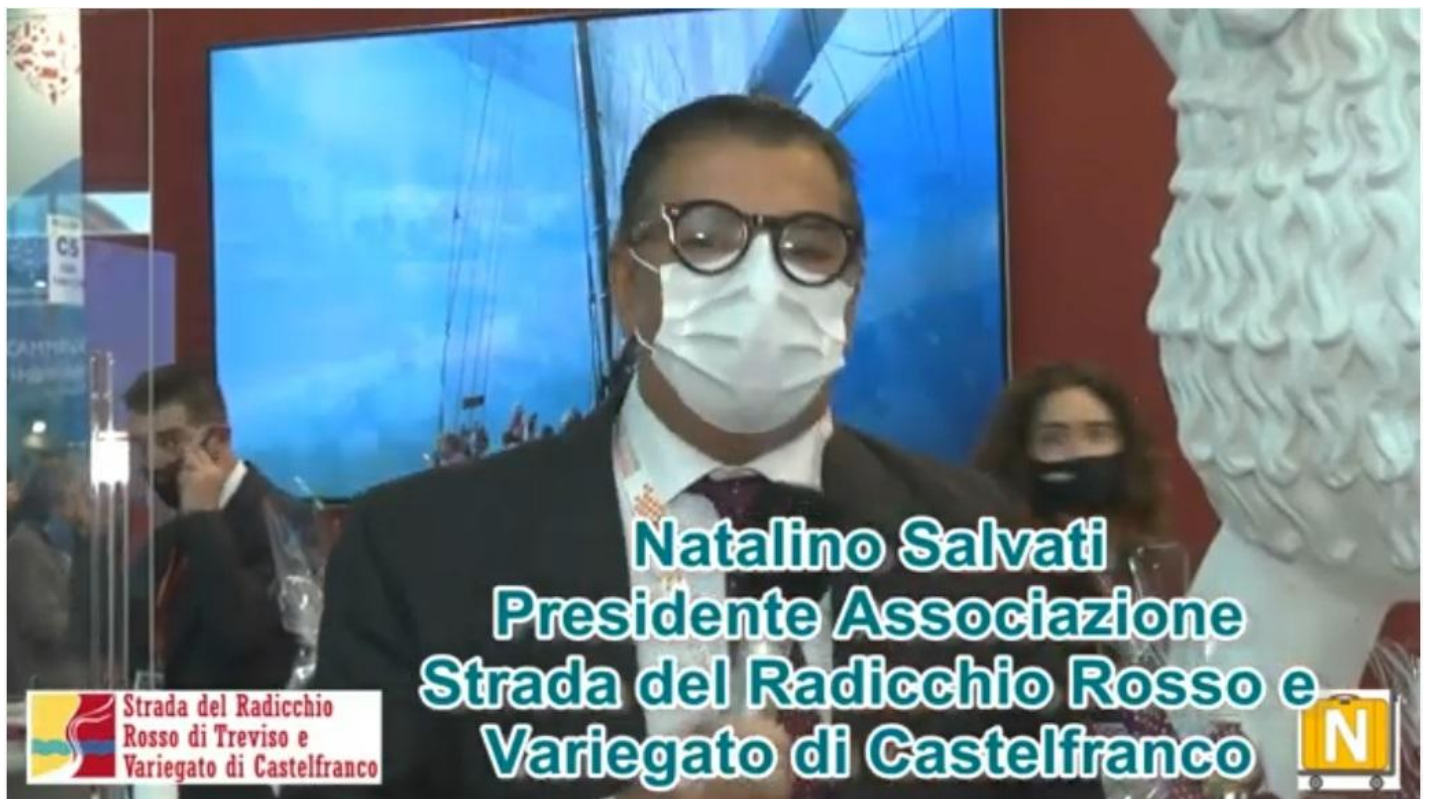 C5
Natalino Salvati
Presidente Associazione
Strada del Radicchio Rosso e
Variegato di Castelfranco
Strada del Radicchio
Rosso di Treviso e
Variegato di Castelfranco
N